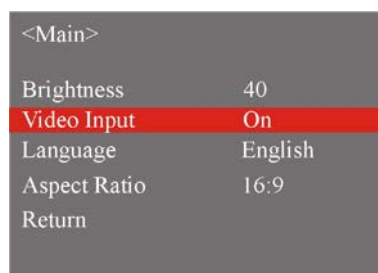 <Main>
Brightness 40
Video Input On
Language English
Aspect Ratio 16:9
Return